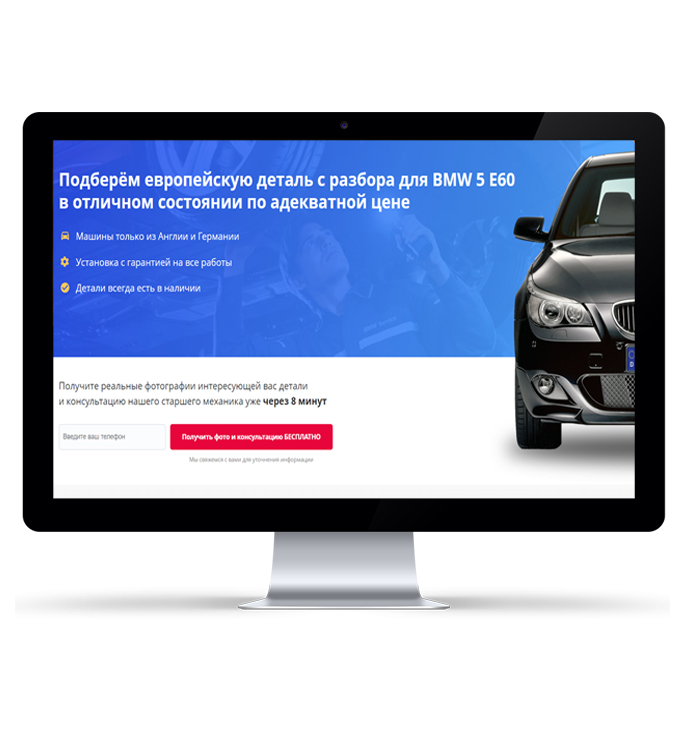 Подберём европейскую деталь с разбора для BMW 5 E60
в отличном состоянии по адекватной цене
Машины только из Англии и Германии
Установка с гарантией на все работы
Детали всегда есть в наличии
Получите реальные фотографии интересующей вас детали
и консультацию нашего старшего механика уже через 8 минут
Введите ваш телефон
Получить фото и консультацию БЕСПЛАТНО
Мы свяжемся с вами для уточнения информации